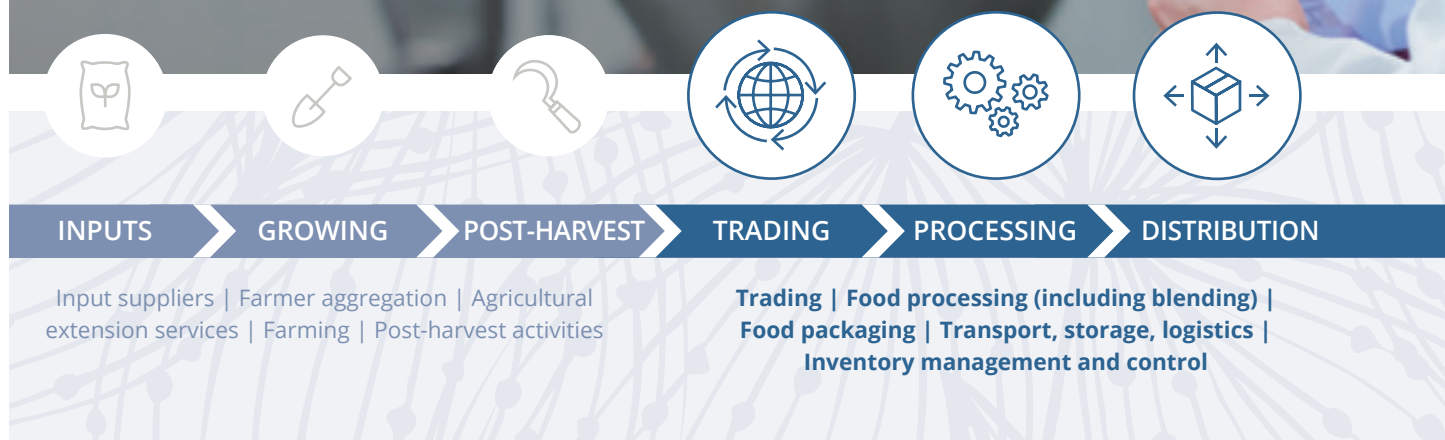 INPUTS
GROWING
POST-HARVEST
TRADING
PROCESSING
DISTRIBUTION
Input suppliers | Farmer aggregation | Agricultural
extension services | Farming | Post-harvest activities
Trading | Food processing (including blending) |
Food packaging | Transport, storage, logistics |
Inventory management and control